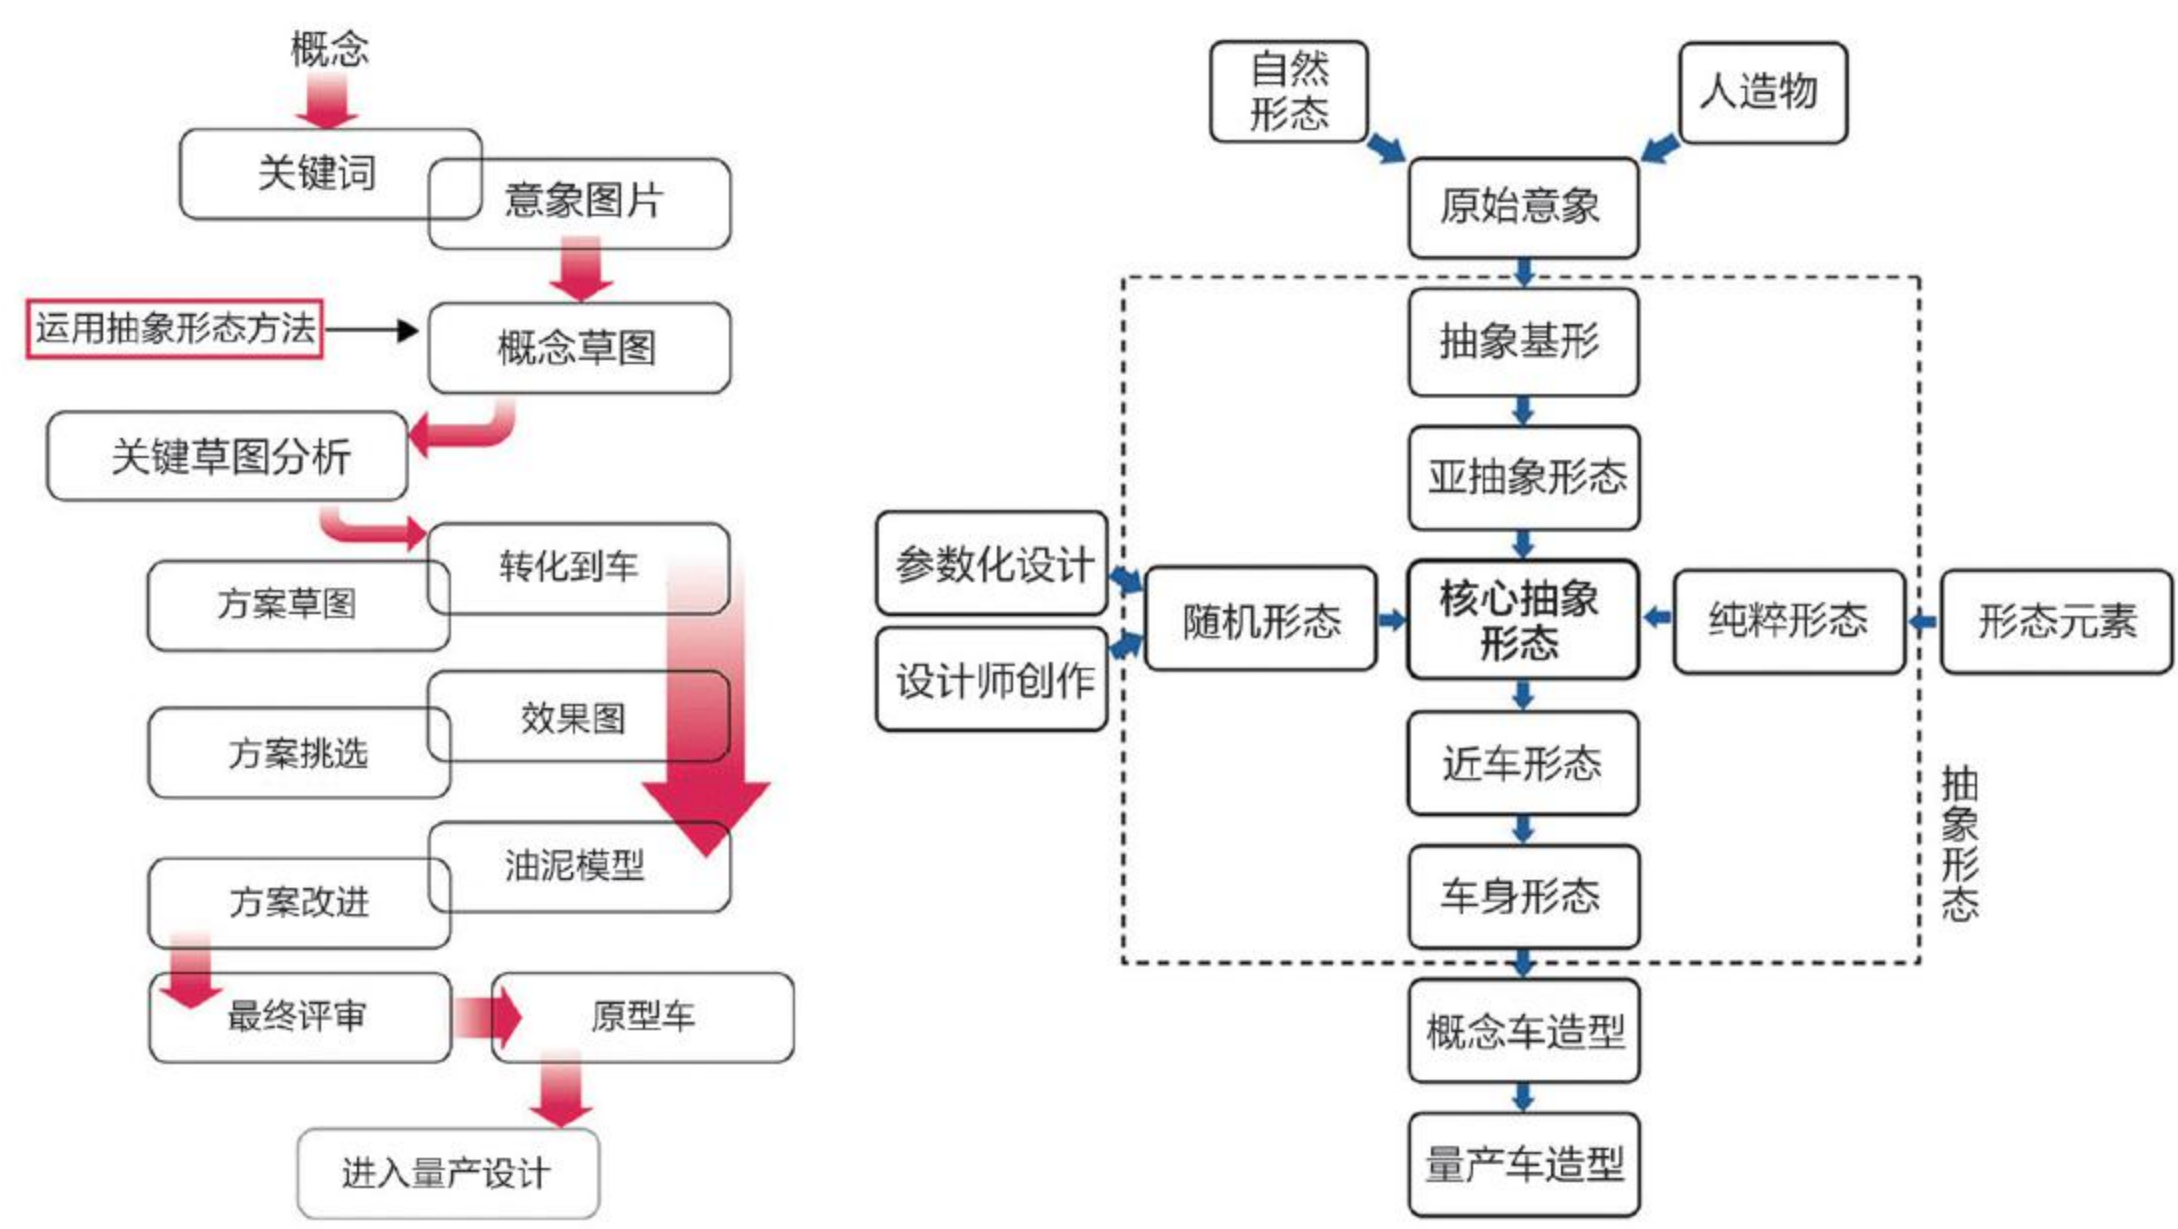 概念
关键词
意象图片
运用抽象形态方法
概念草图
关键草图分析
转化到车
方案草图
效果图
方案挑选
油泥模型
方案改进
最终评审
原型车
进入量产设计
自然
形态
人造物
原始意象
抽象基形
亚抽象形态
参数化设计
设计师创作
随机形态
核心抽象
形态
纯粹形态
形态元素
近车形态
车身形态
抽象形态
概念车造型
量产车造型